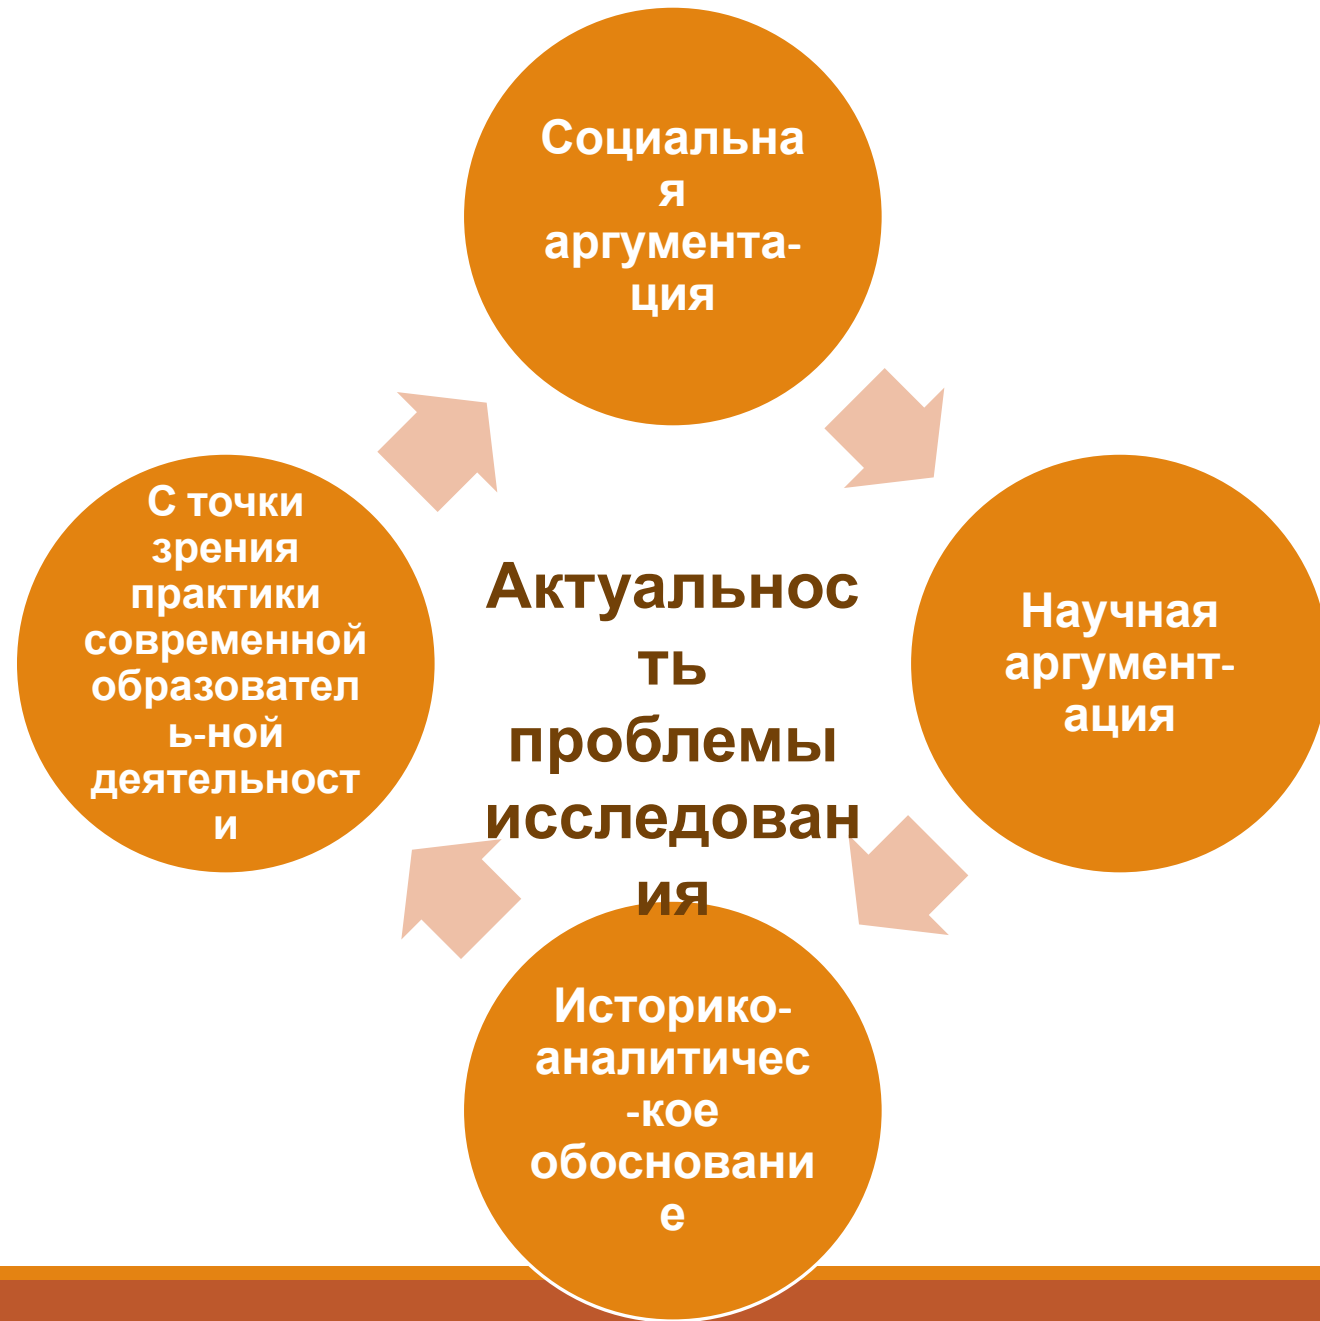 Социальна
я
аргумента-
ция
С точки
зрения
практики
современной
образовател
ь-ной
деятельност
и
Актуальнос
ть
проблемы
исследован
ия
Научная
аргумент-
ация
Историко-
аналитичес
-кое
обосновани
е